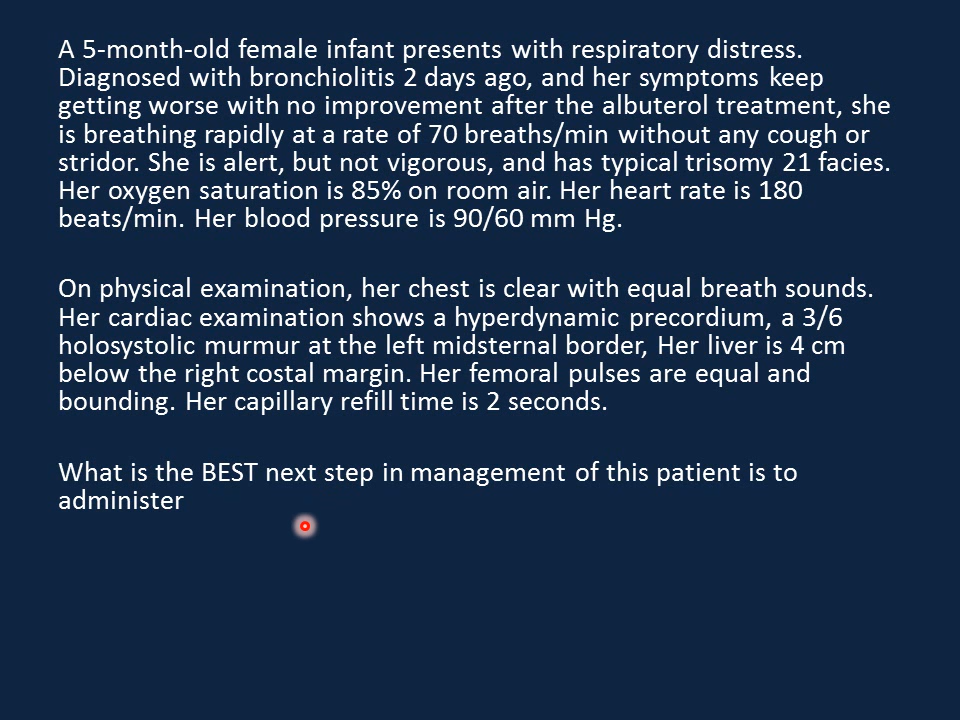 A 5-month-old female infant presents with respiratory distress.
Diagnosed with bronchiolitis 2 days ago, and her symptoms keep
getting worse with no improvement after the albuterol treatment, she
is breathing rapidly at a rate of 70 breaths/min without any cough or
stridor. She is alert, but not vigorous, and has typical trisomy 21 facies.
Her oxygen saturation is 85% on room air. Her heart rate is 180
beats/min. Her blood pressure is 90/60 mm Hg.
On physical examination, her chest is clear with equal breath sounds.
Her cardiac examination shows a hyperdynamic precordium, a 3/6
holosystolic murmur at the left midsternal border, Her liver is 4 cm
below the right costal margin. Her femoral pulses are equal and
bounding. Her capillary refill time is 2 seconds.
What is the BEST next step in management of this patient is to
administer